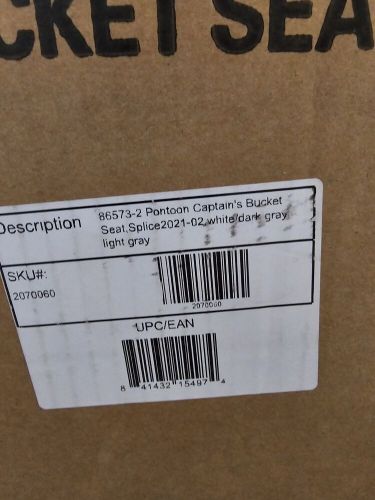 CKET SEA
Description
86573-2 Pontoon Captain's Bucket
Seat,Splice2021-02,white/dark gray
light gray
SKU#:
2070060
2070060
UPC/EAN
8 41432 15497 4